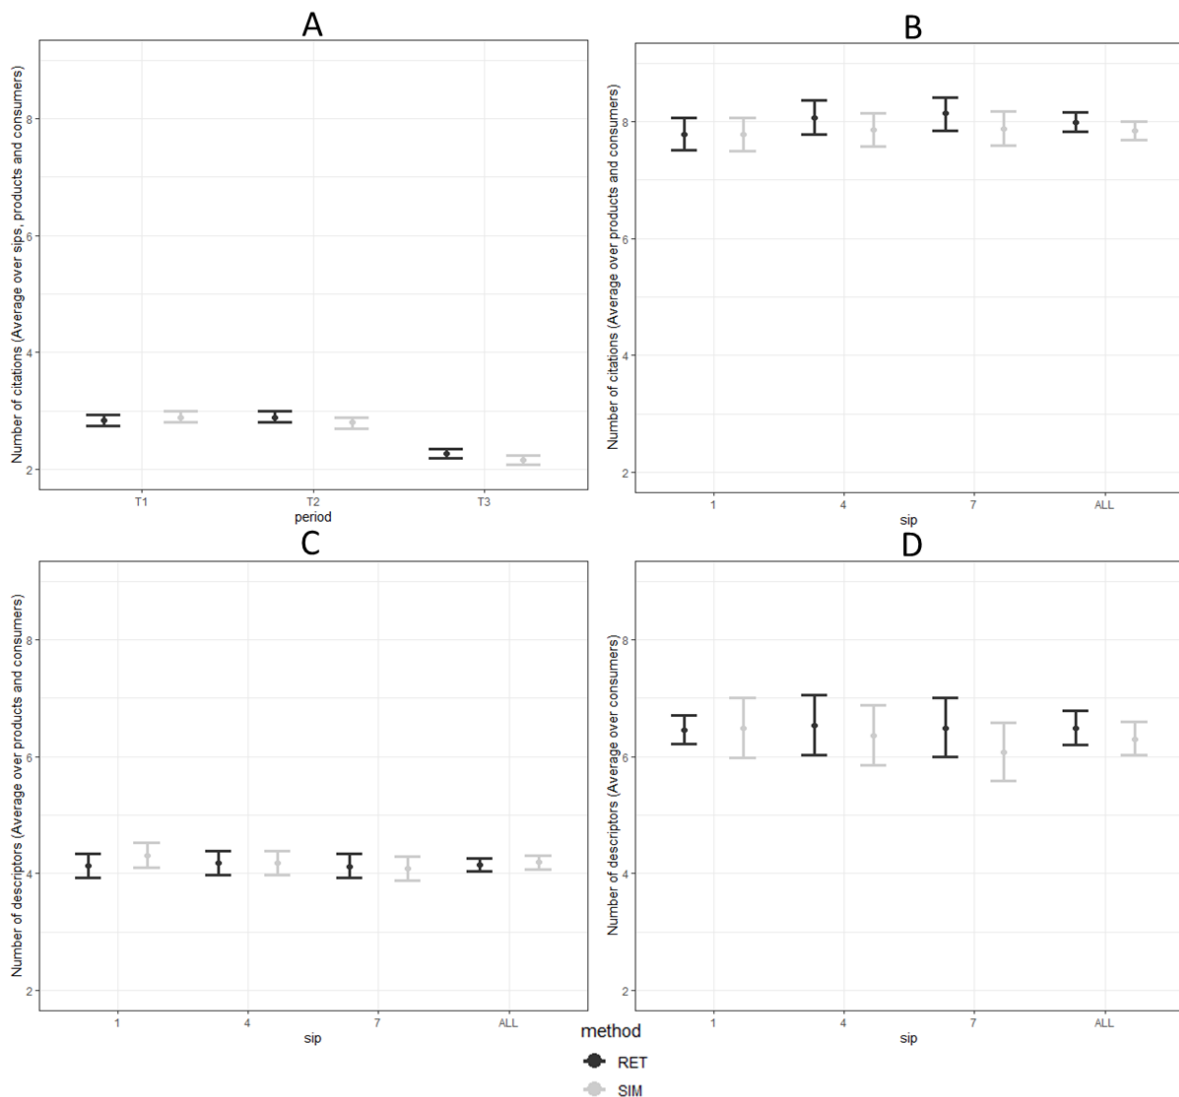 A
Number of citations (Average over sips, products and consumers)
8
6
4
2
T1 T2 T3
period
B
Number of citations (Average over products and consumers)
8
6
4
2
1 4 7 ALL
sip
C
Number of descriptors (Average over products and consumers)
8
6
4
2
1 4 7 ALL
sip
D
Number of descriptors (Average over consumers)
8
6
4
2
1 4 7 ALL
sip
method
RET
SIM